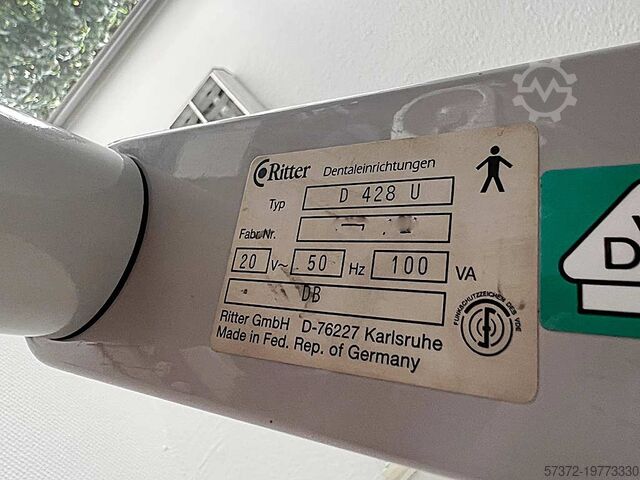 Ritter Dentaleinrichtungen
Typ D 428 U
Fabr. Nr.
20 V~ 50 Hz 100 VA
DB
Ritter GmbH D-76227 Karlsruhe
Made in Fed. Rep. of Germany
FUNKSCHUTZZEICHEN DES VDE
57372-19773330